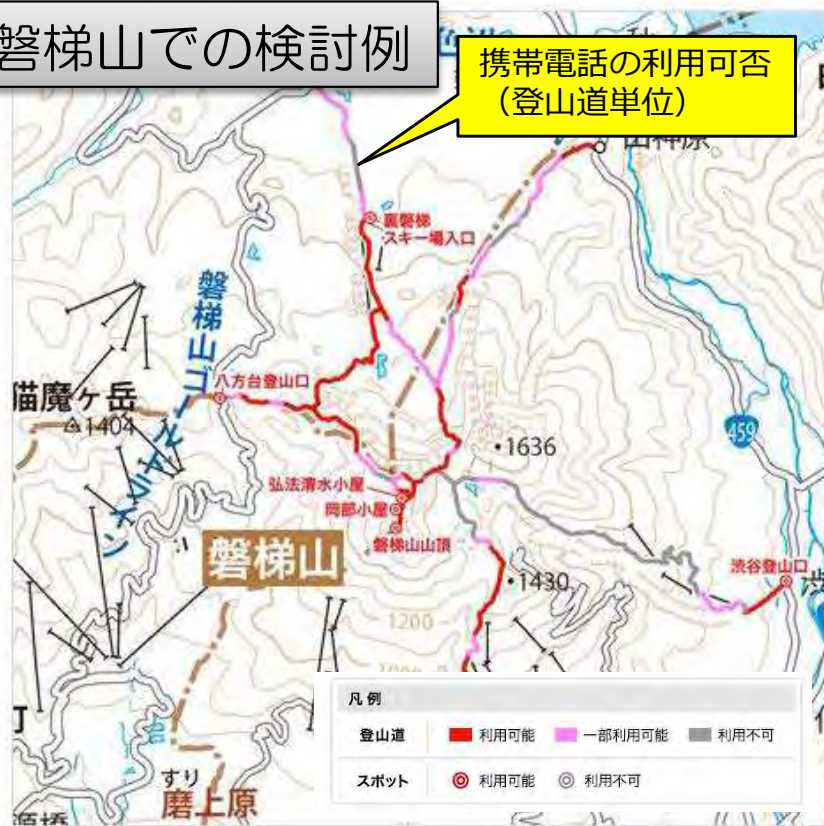 磐梯山での検討例
携帯電話の利用可否
（登山道単位）
裏磐梯
スキー場入口
磐梯山ゴールドライン
八方台登山口
猫魔ヶ岳
1404
459
1636
弘法清水小屋
岡部小屋
磐梯山山頂
磐梯山
渋谷登山口
渋
1430
1200
凡例
登山道 利用可能 一部利用可能 利用不可
スポット 利用可能 利用不可
すり
磨上原